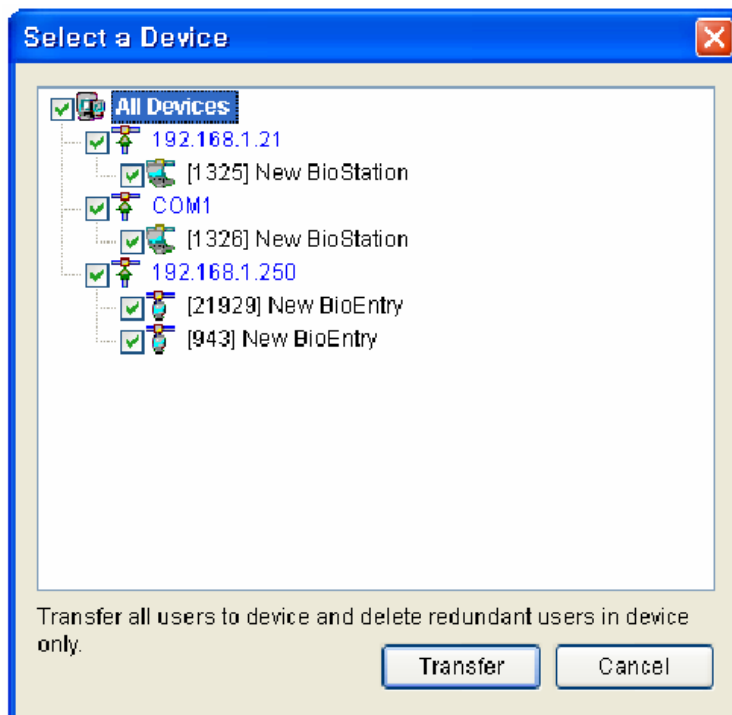 Select a Device
All Devices
192.168.1.21
[1325] New BioStation
COM1
[1326] New BioStation
192.168.1.250
[21929] New BioEntry
[943] New BioEntry
Transfer all users to device and delete redundant users in device
only.
Transfer
Cancel